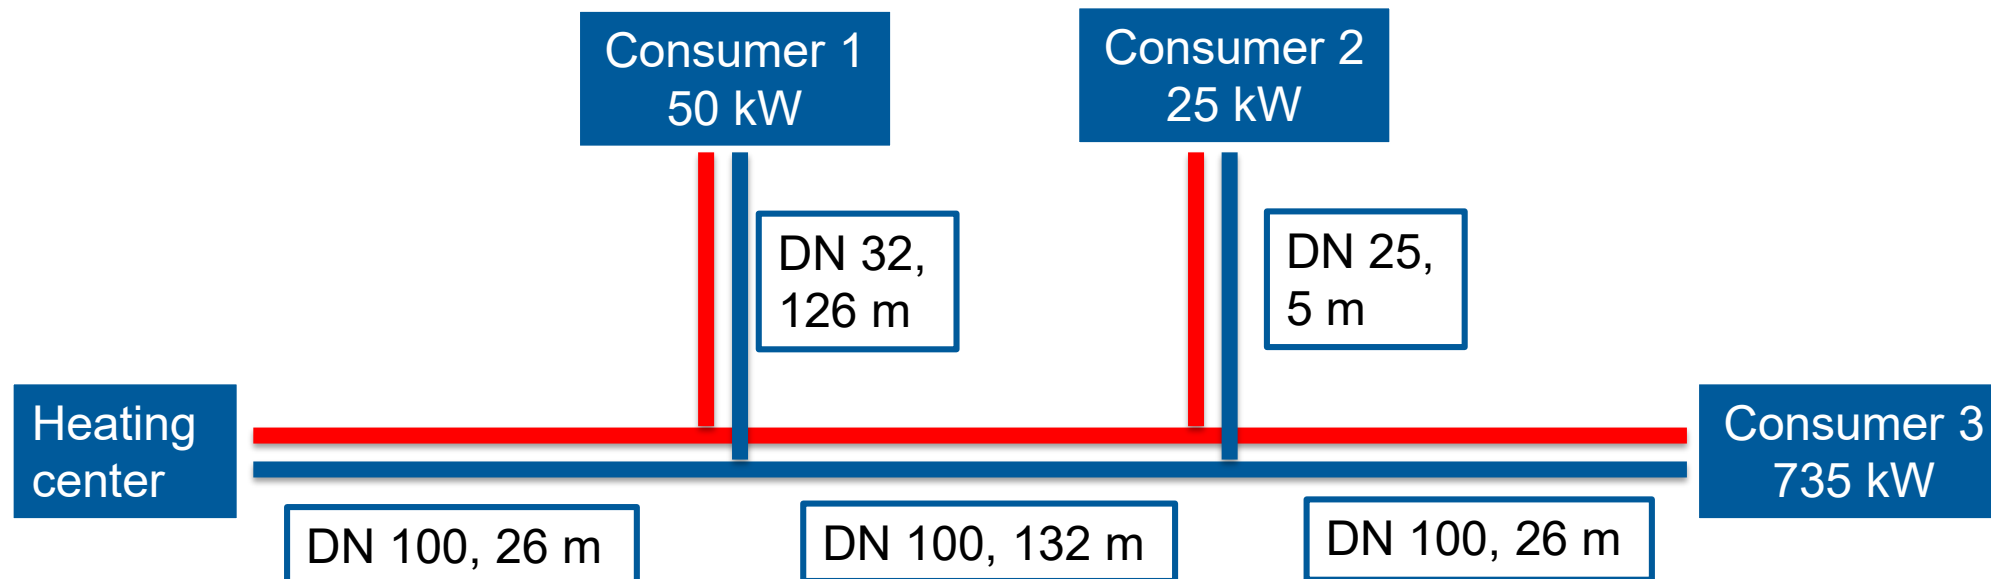 Consumer 1
50 kW
Consumer 2
25 kW
DN 32,
126 m
DN 25,
5 m
Heating
center
Consumer 3
735 kW
DN 100, 26 m
DN 100, 132 m
DN 100, 26 m